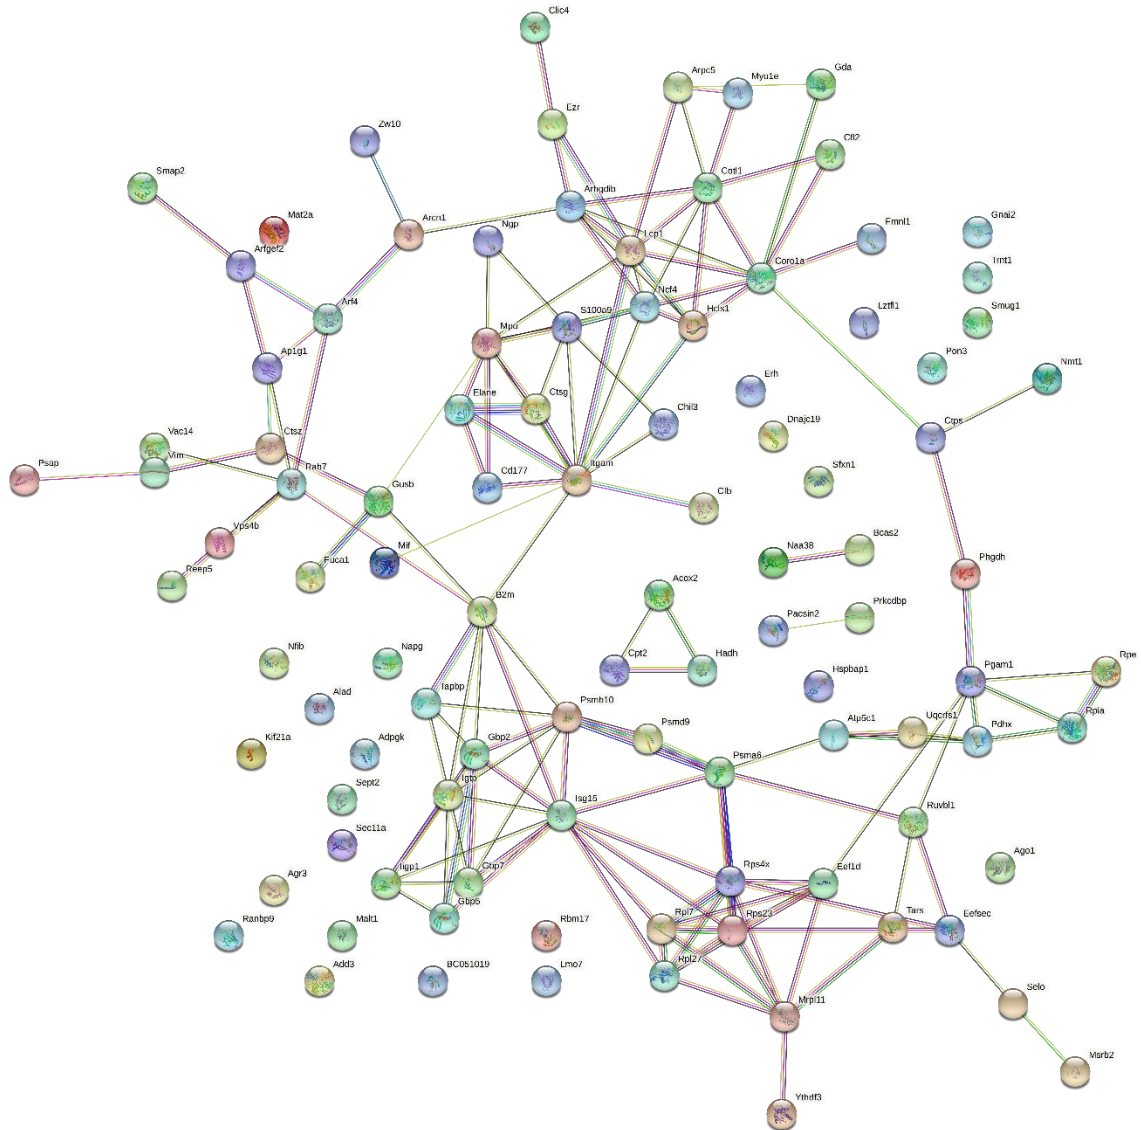 Clic4
Arpc5
Myo1e
Gda
Ezr
Zw10
Cfl2
Smap2
Cotl1
Arhgdib
Mat2a
Arcn1
Ngp
Lcp1
Fmnl1
Gnai2
Arfgef2
Coro1a
Trnt1
Arf4
Ncf4
S100a9
Hcls1
Lztfl1
Smug1
Mpo
Ap1g1
Pon3
Nmt1
Erh
Elane
Ctsg
Chil3
Ctps
Vac14
Ctsz
Dnajc19
Psap
Vim
Rab7
Itgam
Sfxn1
Gusb
Cd177
Cfb
Vps4b
Mif
Naa38
Bcas2
Fuca1
Reep5
Phgdh
B2m
Acox2
Pacsin2
Prkcdbp
Nfib
Napg
Cpt2
Hadh
Pgam1
Rpe
Hspbap1
Alad
Tapbp
Psmb10
Uqcrfs1
Rpia
Kif21a
Adpgk
Gbp2
Psmd9
Atp5c1
Pdhx
Psma6
Sept2
Igtp
Isg15
Ruvbl1
Sec11a
Ago1
Agr3
Iigp1
Gbp7
Rps4x
Eef1d
Gbp5
Ranbp9
Malt1
Rbm17
Rpl7
Rps23
Tars
Eefsec
Add3
BC051019
Lmo7
Rpl27
Selo
Mrpl11
Msrb2
Ythdf3